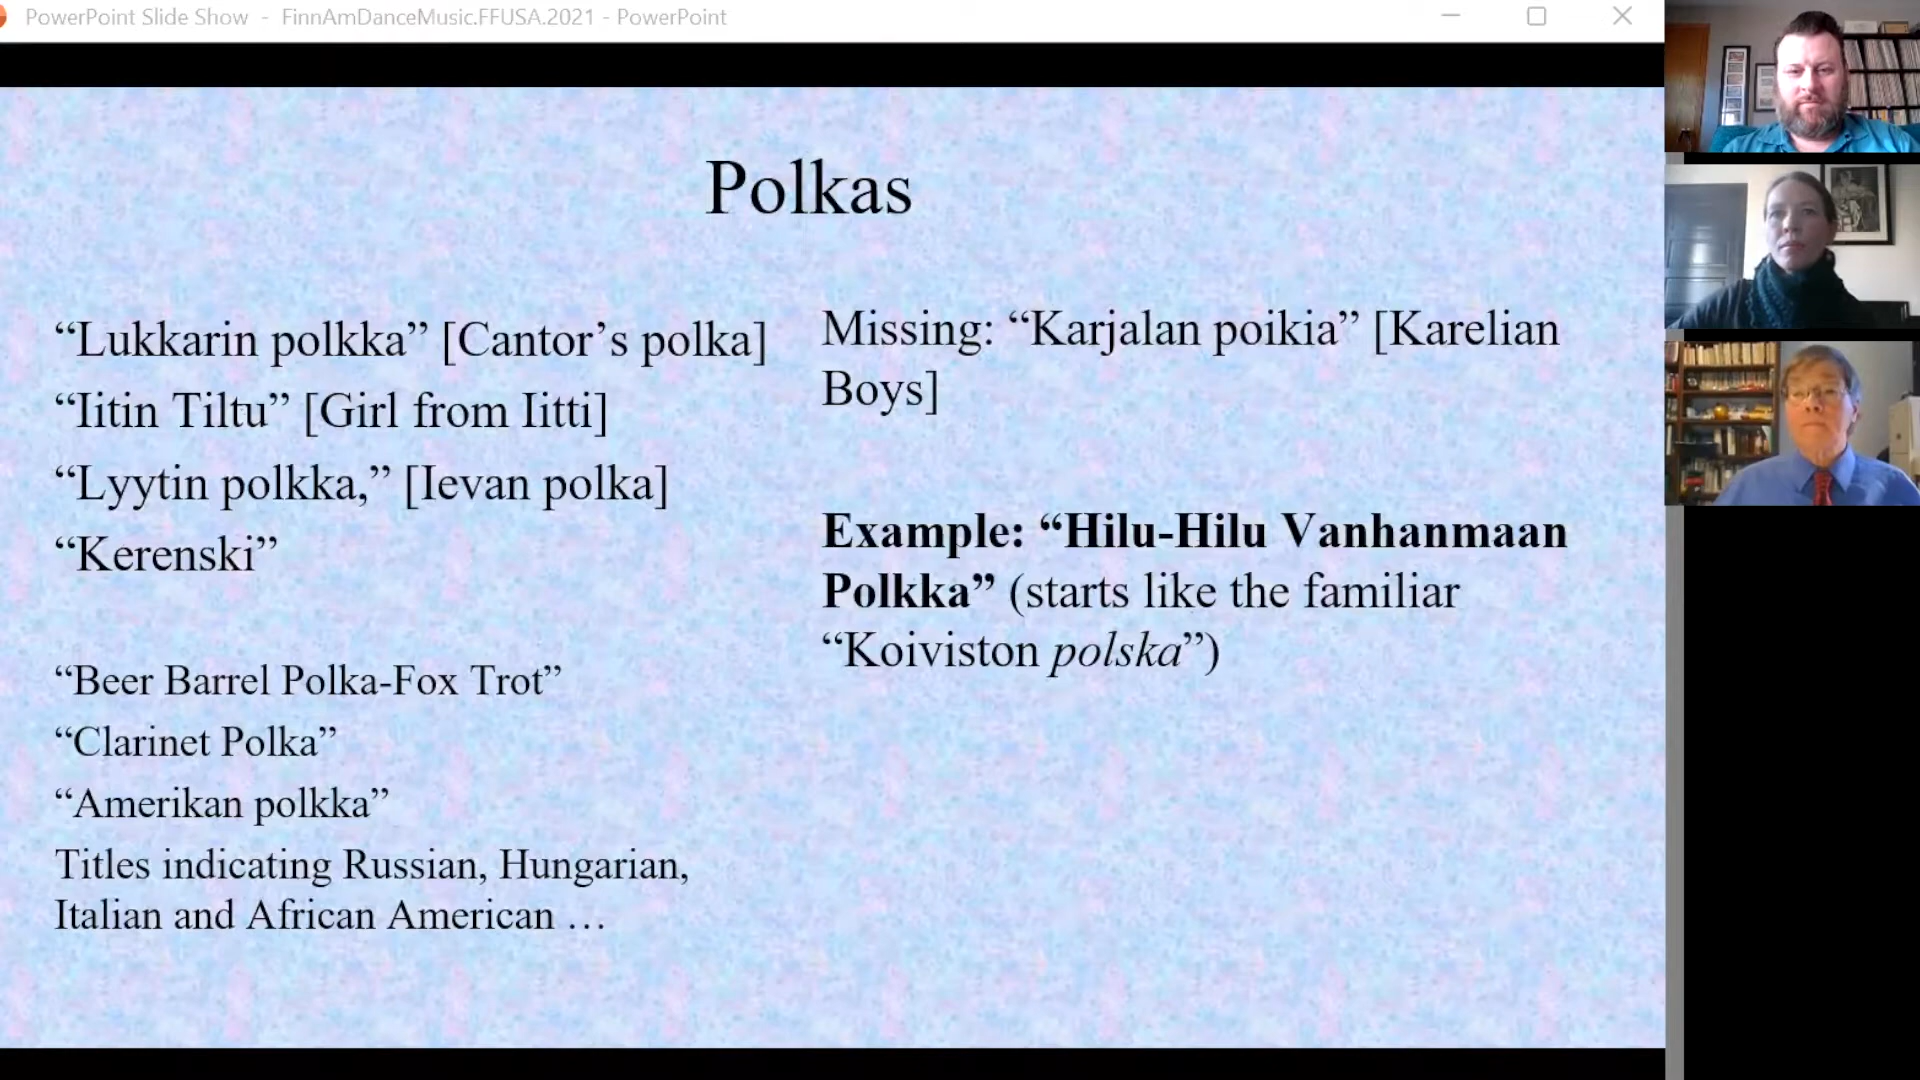 PowerPoint Slide Show - FinnAmDanceMusic.FFUSA.2021 - PowerPoint
Polkas
“Lukkarin polkka” [Cantor’s polka]
“Iitin Tiltu” [Girl from Iitti]
“Lyytin polkka,” [Ievan polka]
“Kerenski”
“Beer Barrel Polka-Fox Trot”
“Clarinet Polka”
“Amerikan polkka”
Titles indicating Russian, Hungarian,
Italian and African American …
Missing: “Karjalan poikia” [Karelian
Boys]
Example: “Hilu-Hilu Vanhanmaan
Polkka” (starts like the familiar
“Koiviston polska”)